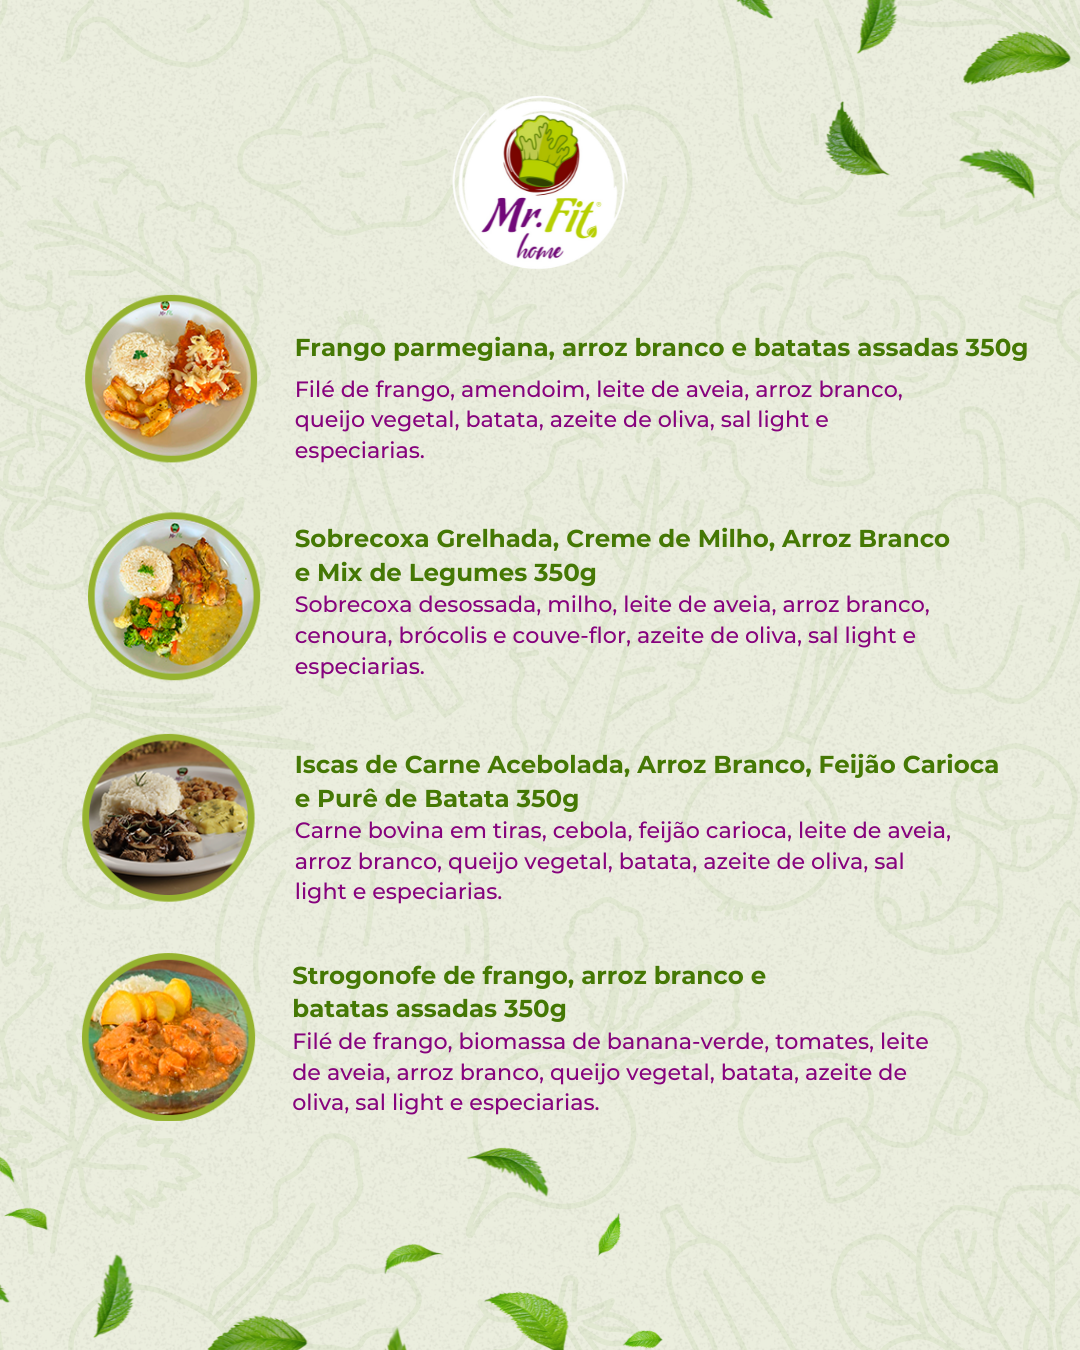 Mr. Fit
home
Frango parmegiana, arroz branco e batatas assadas 350g
Filé de frango, amendoim, leite de aveia, arroz branco,
queijo vegetal, batata, azeite de oliva, sal light e
especiarias.
Sobrecoxa Grelhada, Creme de Milho, Arroz Branco
e Mix de Legumes 350g
Sobrecoxa desossada, milho, leite de aveia, arroz branco,
cenoura, brócolis e couve-flor, azeite de oliva, sal light e
especiarias.
Iscas de Carne Acebolada, Arroz Branco, Feijão Carioca
e Purê de Batata 350g
Carne bovina em tiras, cebola, feijão carioca, leite de aveia,
arroz branco, queijo vegetal, batata, azeite de oliva, sal
light e especiarias.
Strogonofe de frango, arroz branco e
batatas assadas 350g
Filé de frango, biomassa de banana-verde, tomates, leite
de aveia, arroz branco, queijo vegetal, batata, azeite de
oliva, sal light e especiarias.